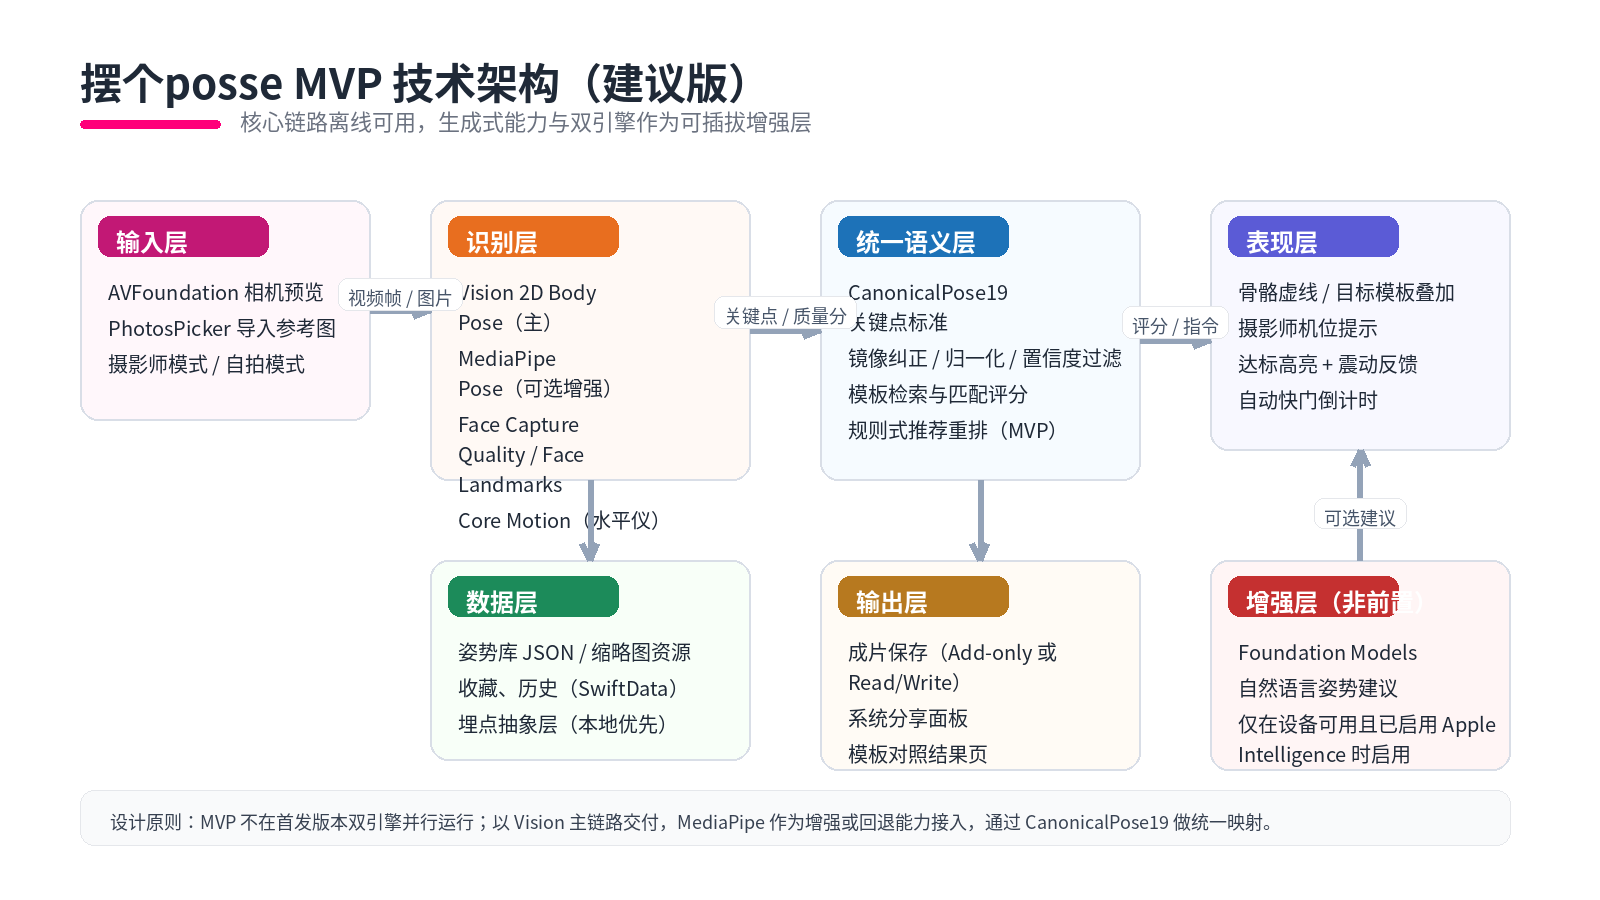 摆个posse MVP 技术架构（建议版）
核心链路离线可用，生成式能力与双引擎作为可插拔增强层
输入层
AVFoundation 相机预览
PhotosPicker 导入参考图
摄影师模式 / 自拍模式
视频帧 / 图片
识别层
Vision 2D Body
Pose（主）
MediaPipe
Pose（可选增强）
Face Capture
Quality / Face
Landmarks
Core Motion（水平仪）
关键点 / 质量分
统一语义层
CanonicalPose19
关键点标准
镜像纠正 / 归一化 / 置信度过滤
模板检索与匹配评分
规则式推荐重排（MVP）
评分 / 指令
表现层
骨骼虚线 / 目标模板叠加
摄影师机位提示
达标高亮 + 震动反馈
自动快门倒计时
可选建议
数据层
姿势库 JSON / 缩略图资源
收藏、历史（SwiftData）
埋点抽象层（本地优先）
输出层
成片保存（Add-only 或
Read/Write）
系统分享面板
模板对照结果页
增强层（非前置）
Foundation Models
自然语言姿势建议
仅在设备可用且已启用 Apple
Intelligence 时启用
设计原则：MVP 不在首发版本双引擎并行运行；以 Vision 主链路交付，MediaPipe 作为增强或回退能力接入，通过 CanonicalPose19 做统一映射。